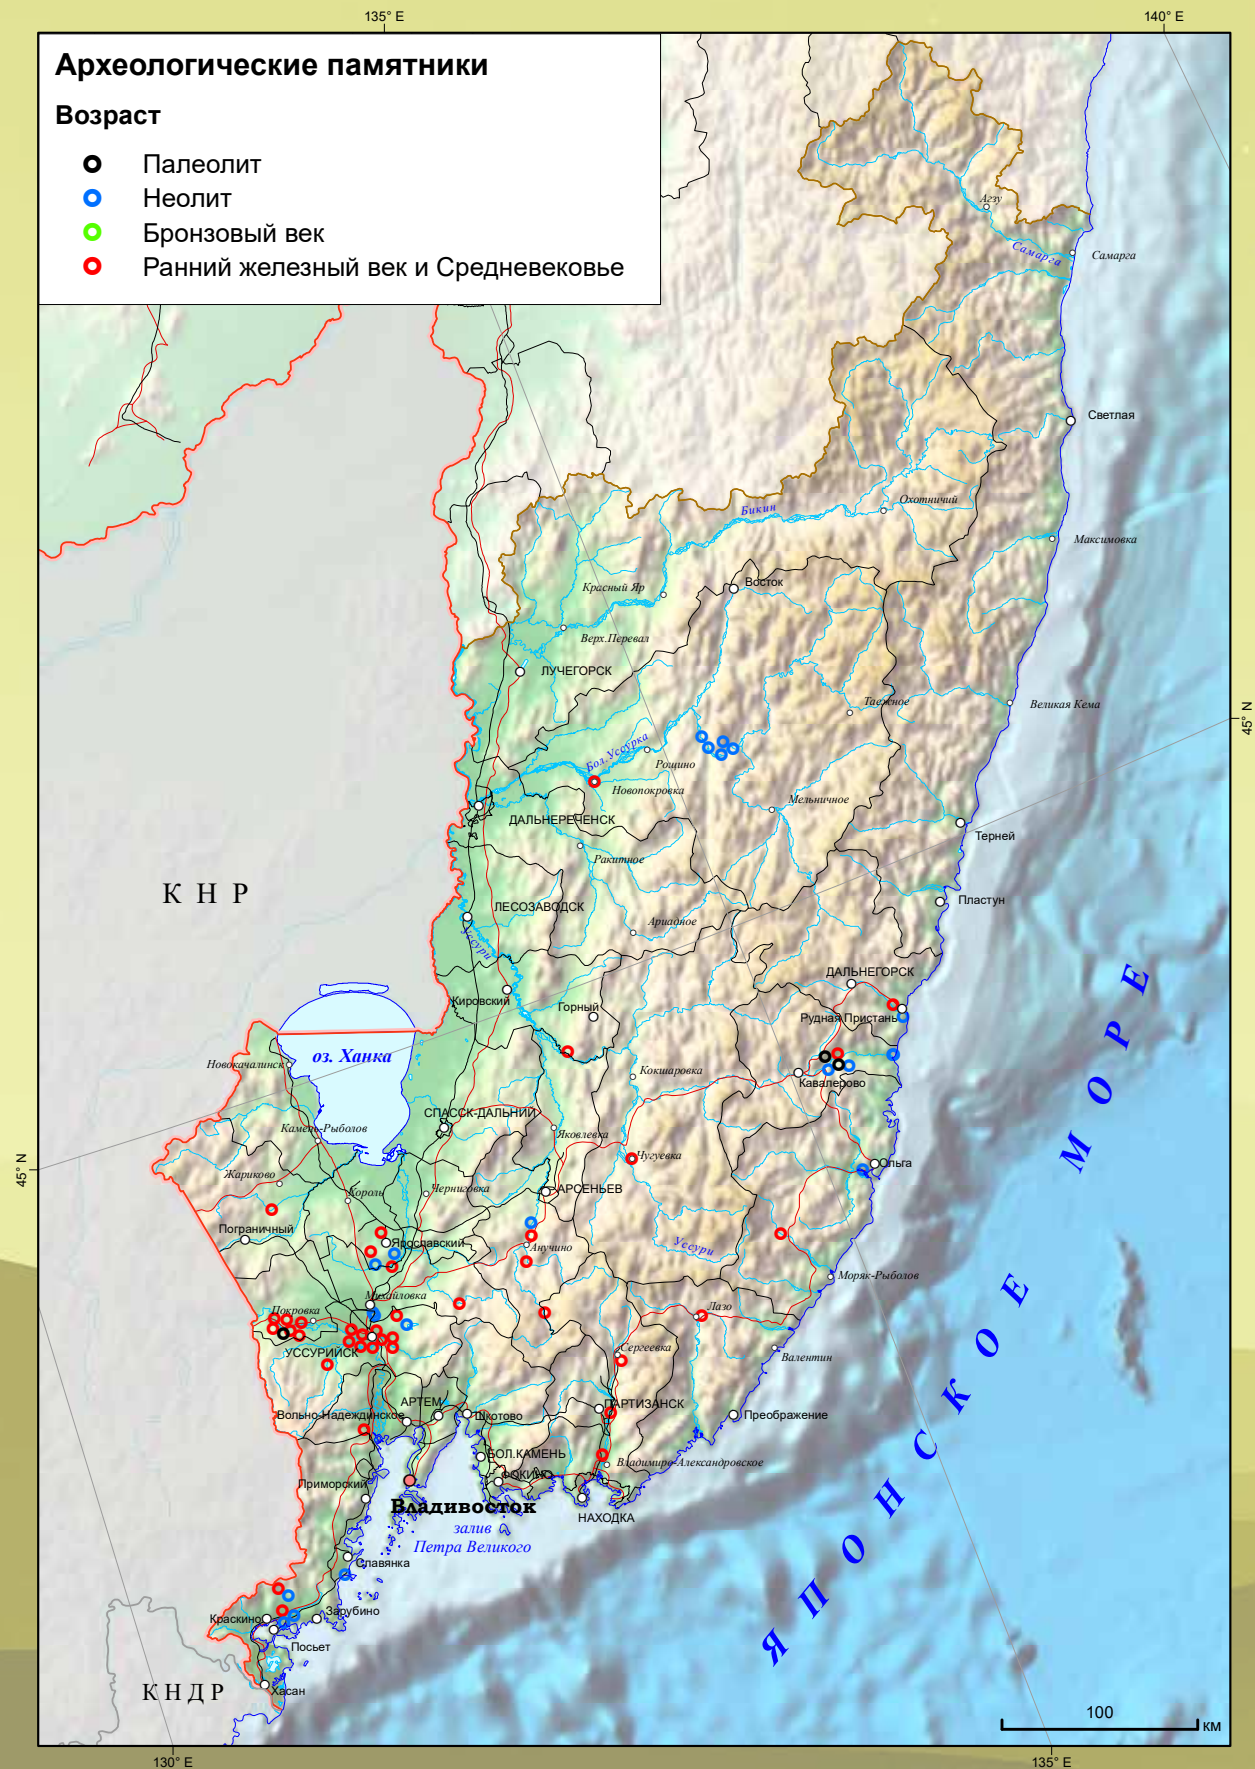 135° E
140° E
Археологические памятники
Возраст
Палеолит
Неолит
Бронзовый век
Ранний железный век и Средневековье
Агзу
Самарга
Самарга
Светлая
Охотничий
Бикин
Максимовка
Восток
Красный Яр
Верх.Перевал
ЛУЧЕГОРСК
Таежное
Великая Кема
45° N
Бол.Уссурка
Рощино
Новопокровка
Мельничное
ДАЛЬНЕРЕЧЕНСК
Терней
Ракитное
КНР
Пластун
ЛЕСОЗАВОДСК
Ариадное
Уссури
ДАЛЬНЕГОРСК
Кировский
Горный
Рудная Пристань
оз. Ханка
Новокачалинск
Кокшаровка
Кавалерово
СПАССК-ДАЛЬНИЙ
Камень-Рыболов
Яковлевка
Чугуевка
Ольга
45° N
Жариково
Король
Черниговка
АРСЕНЬЕВ
Пограничный
Ярославский
Анучино
Уссури
Моряк-Рыболов
Михайловка
Покровка
Лазо
УССУРИЙСК
Сергеевка
Валентин
АРТЕМ
Вольно-Надеждинское
Шкотово
ПАРТИЗАНСК
Преображение
БОЛ.КАМЕНЬ
Владимиро-Александровское
ФОКИНО
Приморский
Владивосток
НАХОДКА
залив
Петра Великого
ЯПОНСКОЕ МОРЕ
Славянка
Краскино
Зарубино
Посьет
КНДР
Хасан
100
км
130° E
135° E